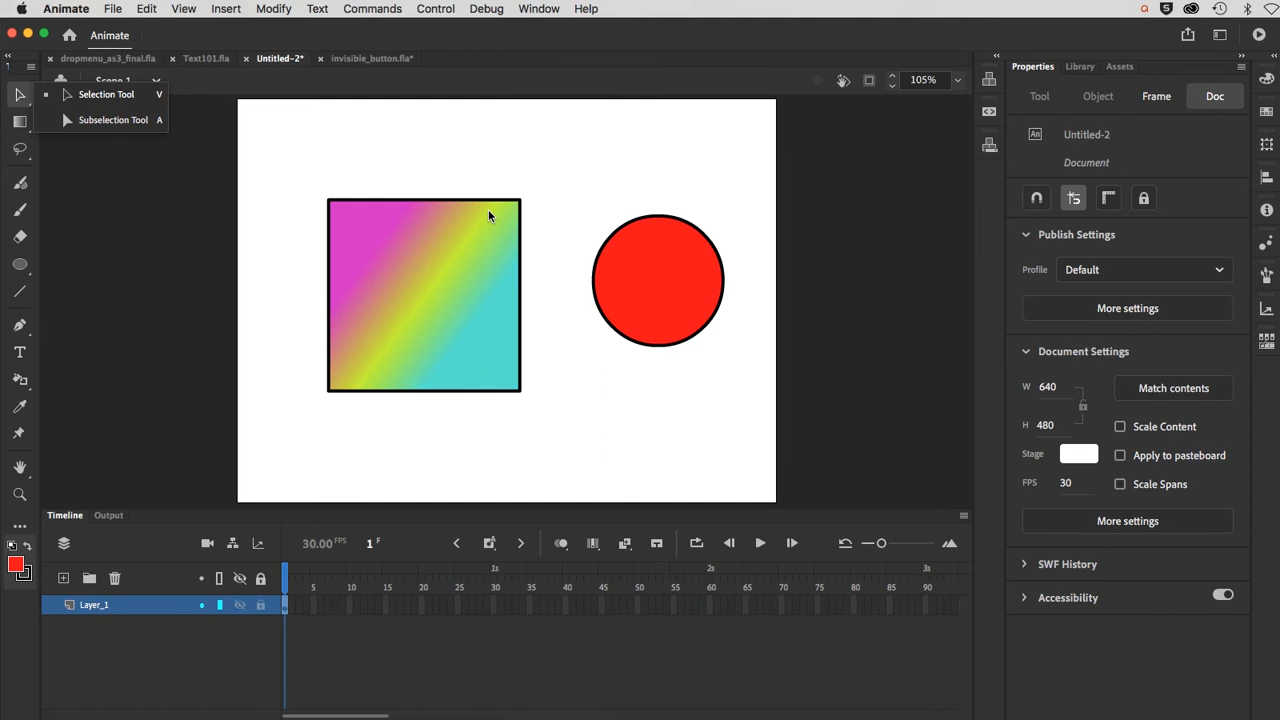 Animate File Edit View Insert Modify Text Commands Control Debug Window Help
Animate
dropmenu_as3_final.fla Text101.fla Untitled-2* invisible_button.fla*
Scene 1
105%
Selection Tool V
Subselection Tool A
Properties Library Assets
Tool Object Frame Doc
An Untitled-2
Document
Publish Settings
Profile Default
More settings
Document Settings
W 640 Match contents
H 480 Scale Content
Stage Apply to pasteboard
FPS 30 Scale Spans
More settings
SWF History
Accessibility
Timeline Output
30.00 FPS 1 F
1s 2s 3s
5 10 15 20 25 30 35 40 45 50 55 60 65 70 75 80 85 90
Layer_1